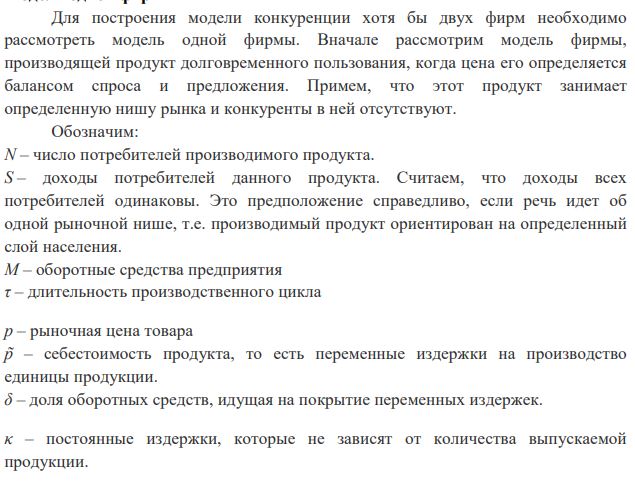 Для построения модели конкуренции хотя бы двух фирм необходимо
рассмотреть модель одной фирмы. Вначале рассмотрим модель фирмы,
производящей продукт долговременного пользования, когда цена его определяется
балансом спроса и предложения. Примем, что этот продукт занимает
определенную нишу рынка и конкуренты в ней отсутствуют.
Обозначим:
N – число потребителей производимого продукта.
S – доходы потребителей данного продукта. Считаем, что доходы всех
потребителей одинаковы. Это предположение справедливо, если речь идет об
одной рыночной нише, т.е. производимый продукт ориентирован на определенный
слой населения.
M – оборотные средства предприятия
τ – длительность производственного цикла
p – рыночная цена товара
p̃ – себестоимость продукта, то есть переменные издержки на производство
единицы продукции.
δ – доля оборотных средств, идущая на покрытие переменных издержек.
κ – постоянные издержки, которые не зависят от количества выпускаемой
продукции.